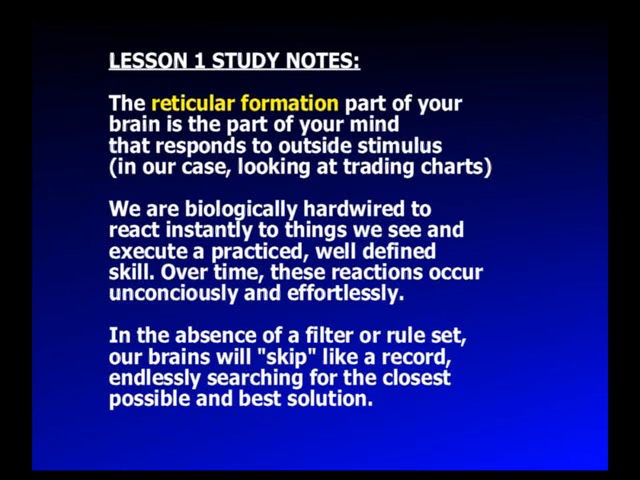 LESSON 1 STUDY NOTES:
The reticular formation part of your
brain is the part of your mind
that responds to outside stimulus
(in our case, looking at trading charts)
We are biologically hardwired to
react instantly to things we see and
execute a practiced, well defined
skill. Over time, these reactions occur
unconciously and effortlessly.
In the absence of a filter or rule set,
our brains will "skip" like a record,
endlessly searching for the closest
possible and best solution.